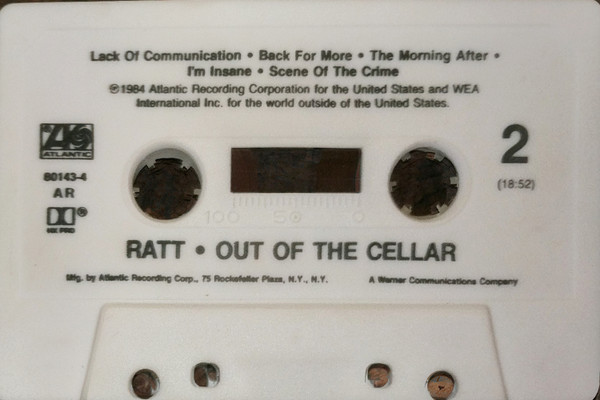 Lack Of Communication • Back For More • The Morning After •
I'm Insane • Scene Of The Crime
℗1984 Atlantic Recording Corporation for the United States and WEA
International Inc. for the world outside of the United States.
ATLANTIC
2
80143-4
AR
(18:52)
HX PRO
100 50 0
RATT • OUT OF THE CELLAR
Mfg. by Atlantic Recording Corp., 75 Rockefeller Plaza, N.Y., N.Y. A Warner Communications Company